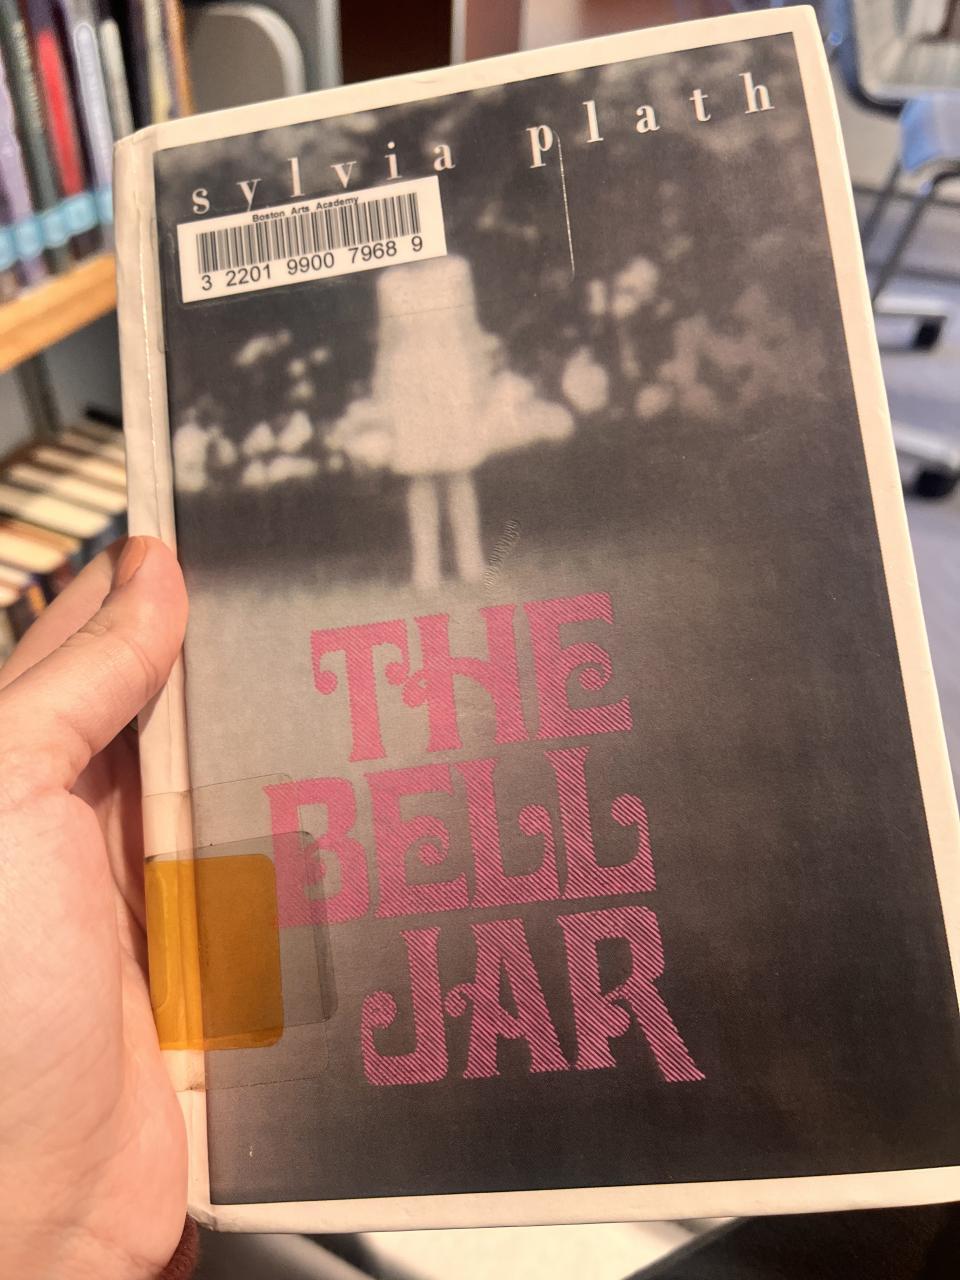 sylvia plath
Boston Arts Academy
3 2201 9900 7968 9
THE
BELL
JAR